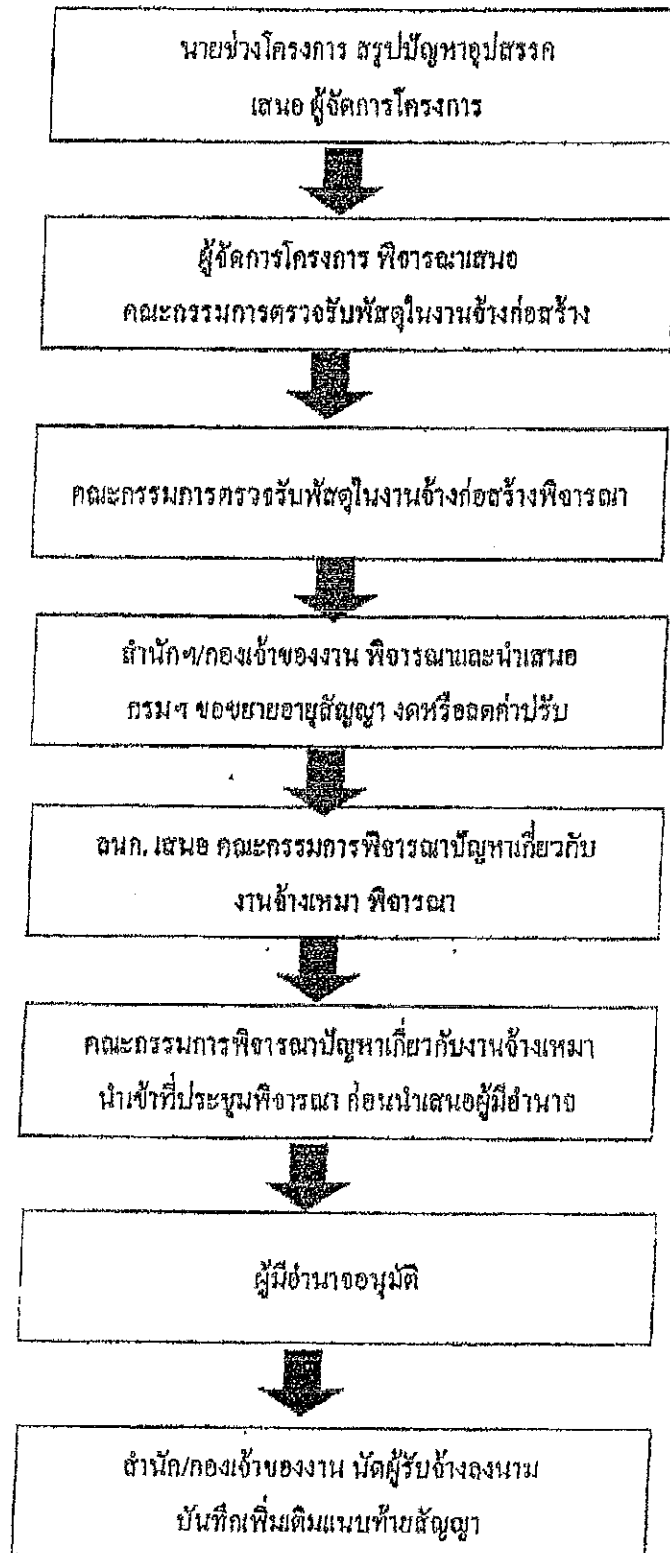 นายช่างโครงการ สรุปปัญหาอุปสรรค
เสนอ ผู้จัดการโครงการ
ผู้จัดการโครงการ พิจารณาเสนอ
คณะกรรมการตรวจรับพัสดุในงานจ้างก่อสร้าง
คณะกรรมการตรวจรับพัสดุในงานจ้างก่อสร้างพิจารณา
สำนักฯ/กองเจ้าของงาน พิจารณาและนำเสนอ
กรมฯ ขอขยายอายุสัญญา งดหรือลดค่าปรับ
อนก. เสนอ คณะกรรมการพิจารณาปัญหาเกี่ยวกับ
งานจ้างเหมา พิจารณา
คณะกรรมการพิจารณาปัญหาเกี่ยวกับงานจ้างเหมา
นำเข้าที่ประชุมพิจารณา ก่อนนำเสนอผู้มีอำนาจ
ผู้มีอำนาจอนุมัติ
สำนัก/กองเจ้าของงาน นัดผู้รับจ้างลงนาม
บันทึกเพิ่มเติมแนบท้ายสัญญา